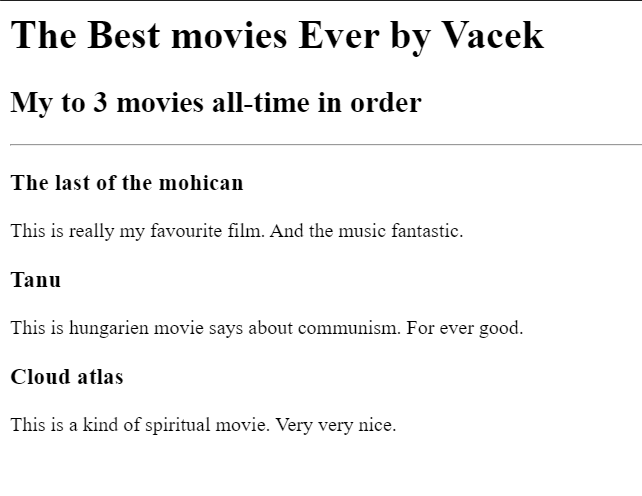 The Best movies Ever by Vacek
My to 3 movies all-time in order
The last of the mohican
This is really my favourite film. And the music fantastic.
Tanu
This is hungarien movie says about communism. For ever good.
Cloud atlas
This is a kind of spiritual movie. Very very nice.